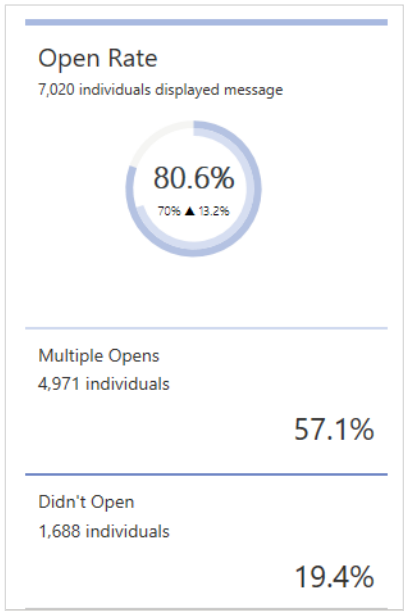 Open Rate
7,020 individuals displayed message
80.6%
70% ▲ 13.2%
Multiple Opens
4,971 individuals
57.1%
Didn't Open
1,688 individuals
19.4%